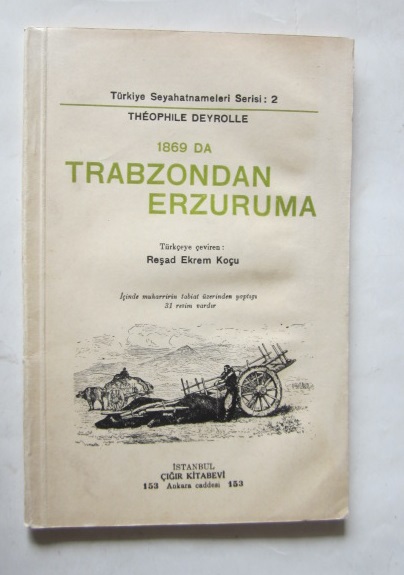 Türkiye Seyahatnameleri Serisi: 2
THÉOPHILE DEYROLLE
1869 DA
TRABZONDAN
ERZURUMA
Türkçeye çeviren:
Reşad Ekrem Koçu
İçinde muharririn tabiat üzerinden yaptığı
31 resim vardır
İSTANBUL
ÇIĞIR KİTABEVİ
153 Ankara caddesi 153